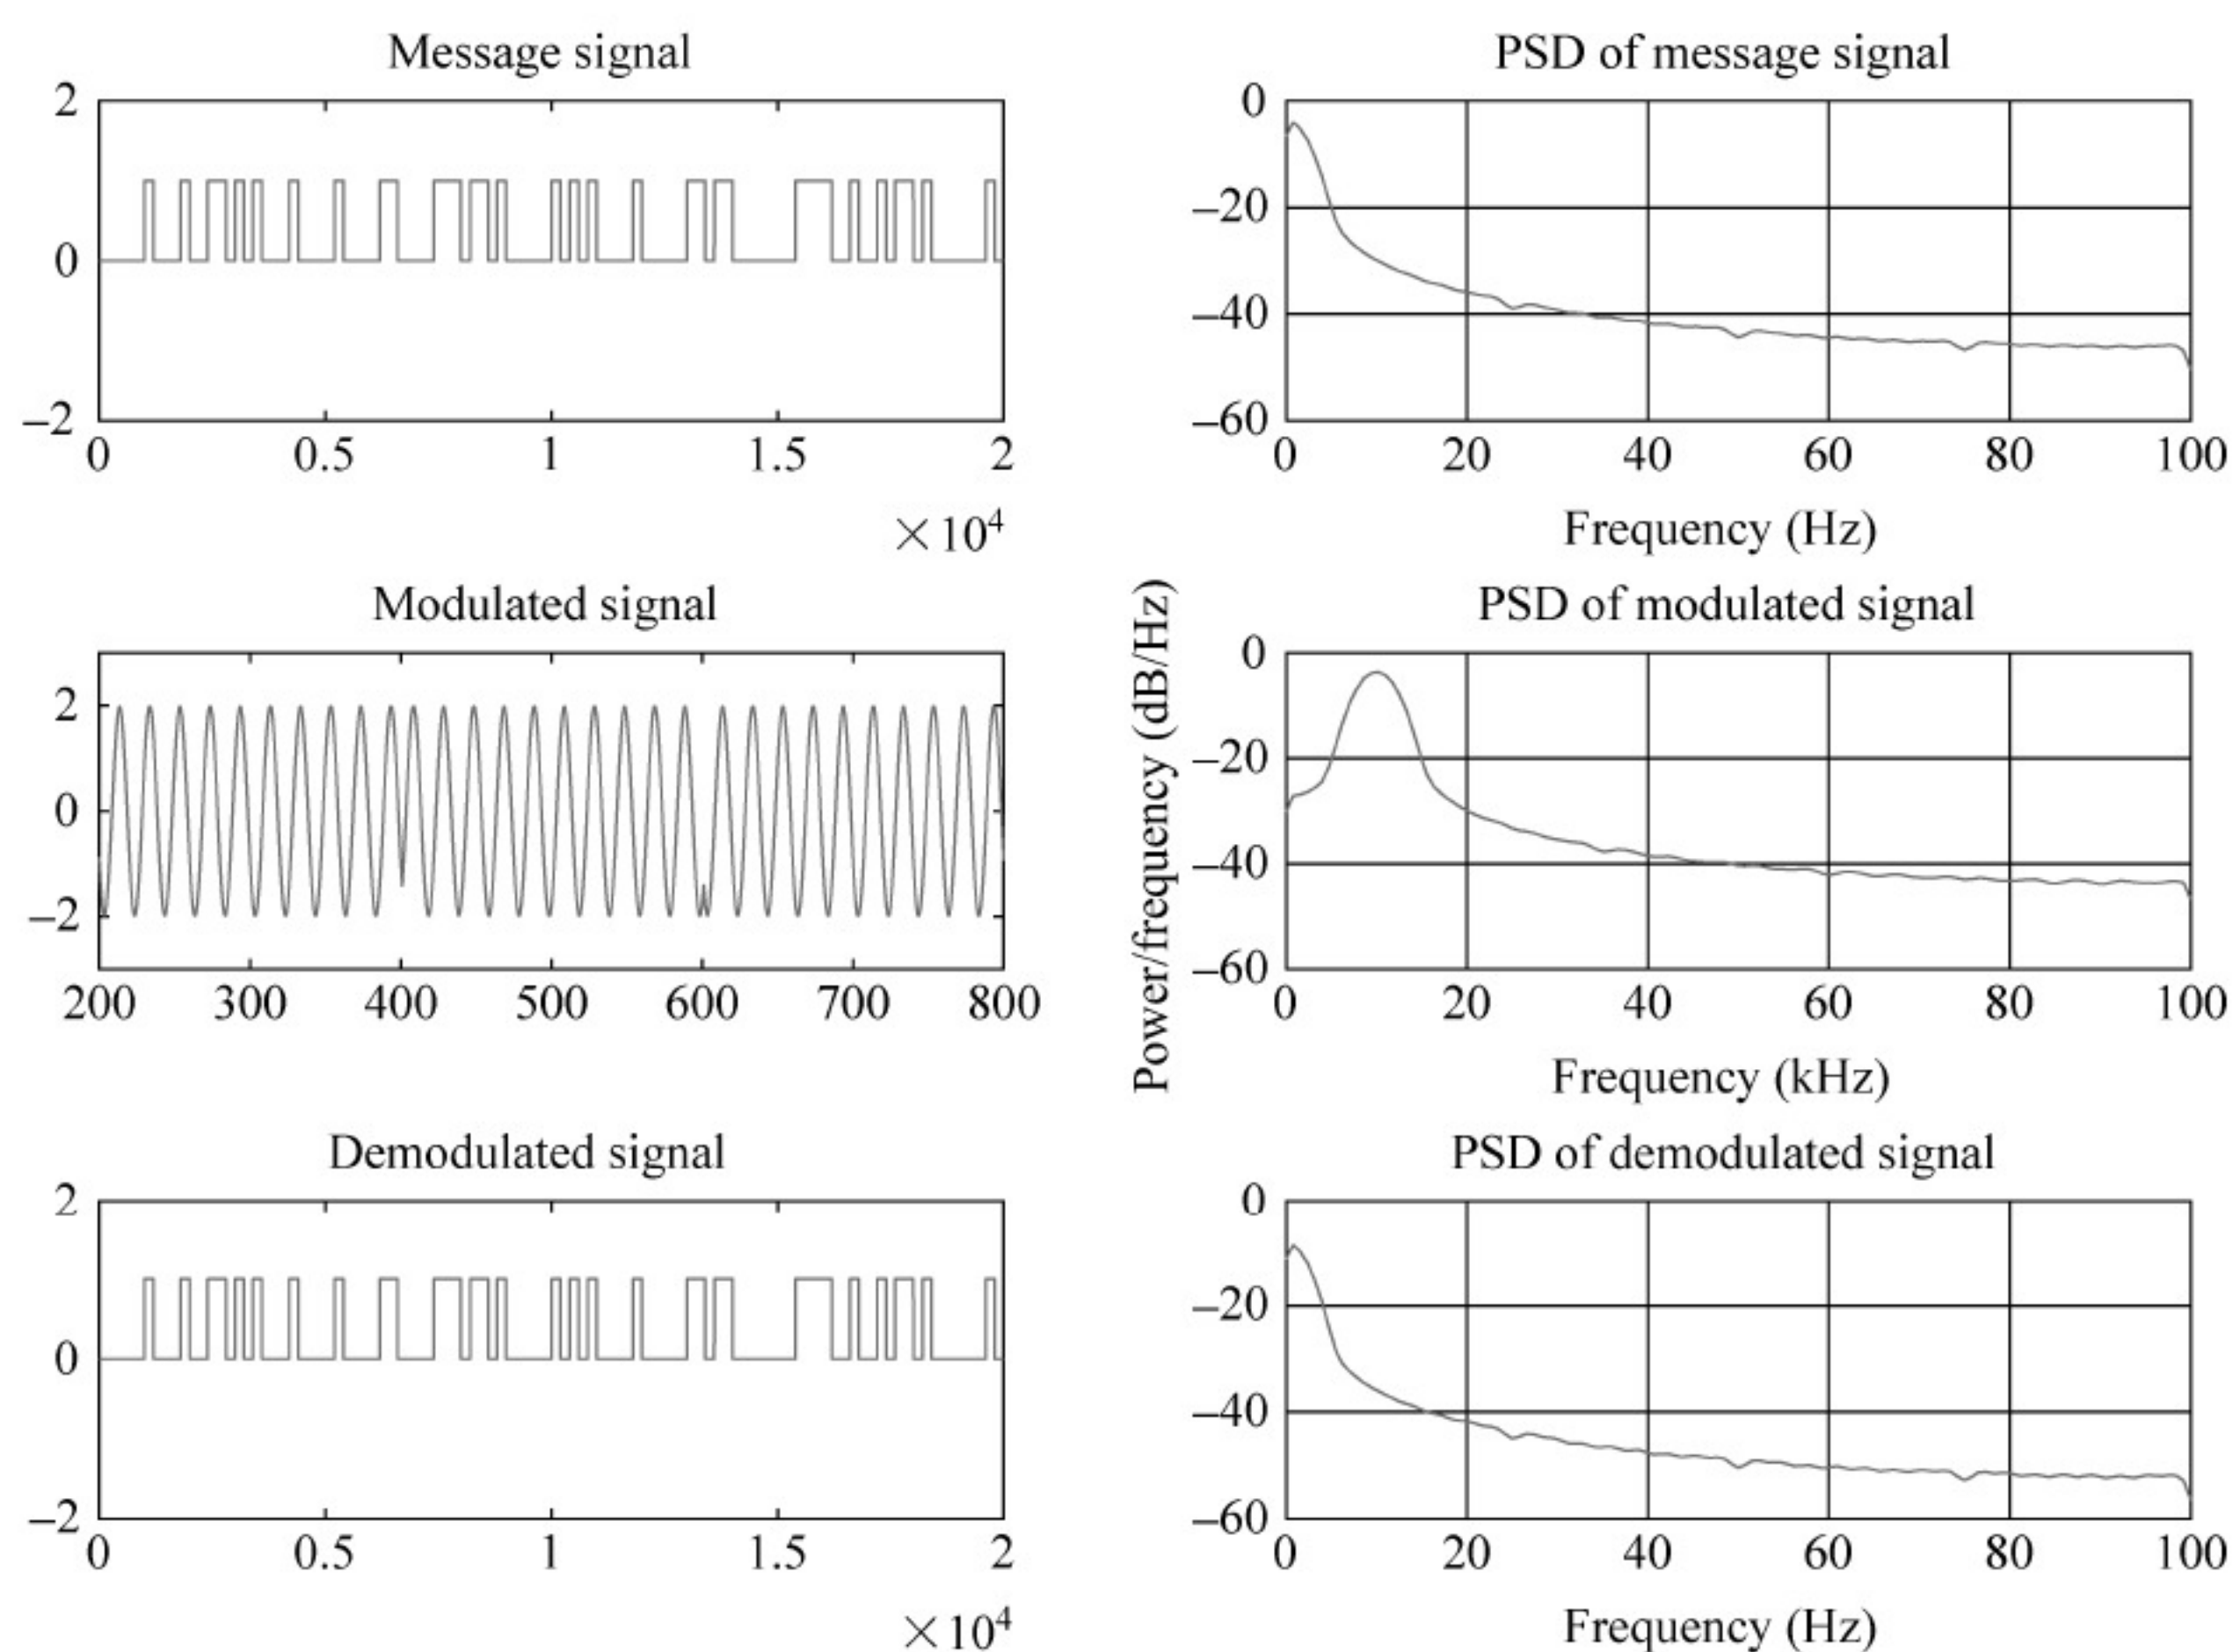 Message signal
2
0
−2
0 0.5 1 1.5 2
×10⁴
PSD of message signal
0
−20
−40
−60
0 20 40 60 80 100
Frequency (Hz)
Modulated signal
2
0
−2
200 300 400 500 600 700 800
Power/frequency (dB/Hz)
PSD of modulated signal
0
−20
−40
−60
0 20 40 60 80 100
Frequency (kHz)
Demodulated signal
2
0
−2
0 0.5 1 1.5 2
×10⁴
PSD of demodulated signal
0
−20
−40
−60
0 20 40 60 80 100
Frequency (Hz)